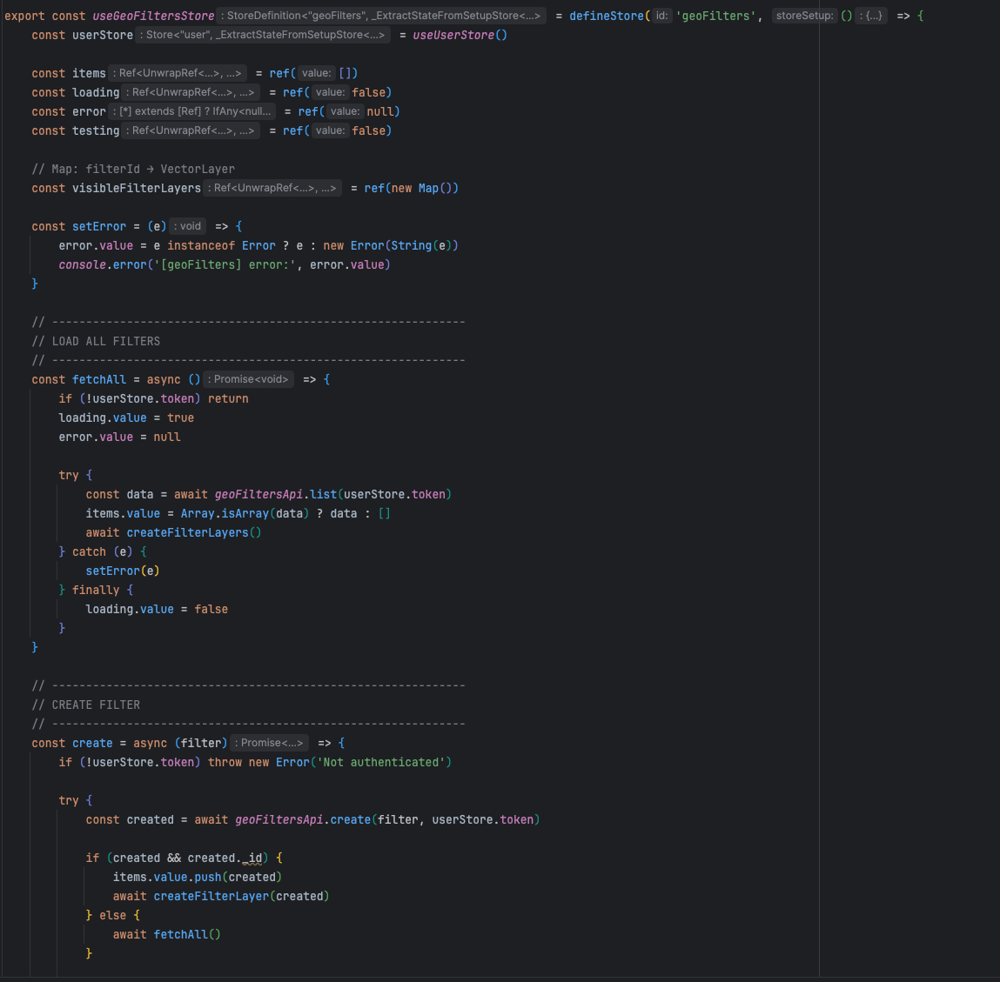 export const useGeoFiltersStore : StoreDefinition<"geoFilters", _ExtractStateFromSetupStore<...> = defineStore( id: 'geoFilters', storeSetup: () : {...} => {
const userStore : Store<"user", _ExtractStateFromSetupStore<...> = useUserStore()
const items : Ref<UnwrapRef<...>, ...> = ref( value: [])
const loading : Ref<UnwrapRef<...>, ...> = ref( value: false)
const error : [*] extends [Ref] ? IfAny<null... = ref( value: null)
const testing : Ref<UnwrapRef<...>, ...> = ref( value: false)
// Map: filterId → VectorLayer
const visibleFilterLayers : Ref<UnwrapRef<...>, ...> = ref(new Map())
const setError = (e) : void => {
error.value = e instanceof Error ? e : new Error(String(e))
console.error('[geoFilters] error:', error.value)
}
// -------------------------------------------------------------
// LOAD ALL FILTERS
// -------------------------------------------------------------
const fetchAll = async () : Promise<void> => {
if (!userStore.token) return
loading.value = true
error.value = null
try {
const data = await geoFiltersApi.list(userStore.token)
items.value = Array.isArray(data) ? data : []
await createFilterLayers()
} catch (e) {
setError(e)
} finally {
loading.value = false
}
}
// -------------------------------------------------------------
// CREATE FILTER
// -------------------------------------------------------------
const create = async (filter) : Promise<...> => {
if (!userStore.token) throw new Error('Not authenticated')
try {
const created = await geoFiltersApi.create(filter, userStore.token)
if (created && created._id) {
items.value.push(created)
await createFilterLayer(created)
} else {
await fetchAll()
}